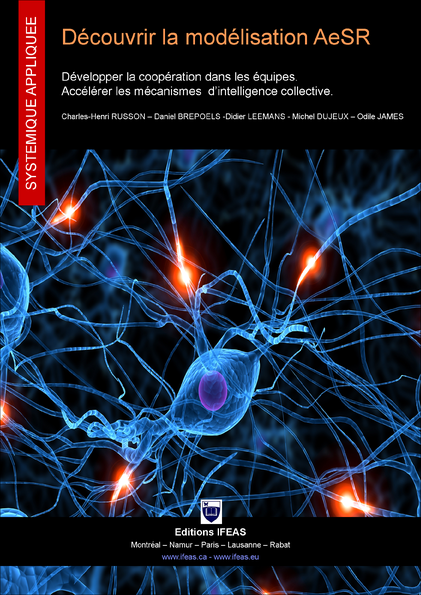 SYSTEMIQUE APPLIQUEE
Découvrir la modélisation AeSR
Développer la coopération dans les équipes.
Accélérer les mécanismes d'intelligence collective.
Charles-Henri RUSSON – Daniel BREPOELS -Didier LEEMANS - Michel DUJEUX – Odile JAMES
Editions IFEAS
Montréal – Namur – Paris – Lausanne – Rabat
www.ifeas.ca - www.ifeas.eu